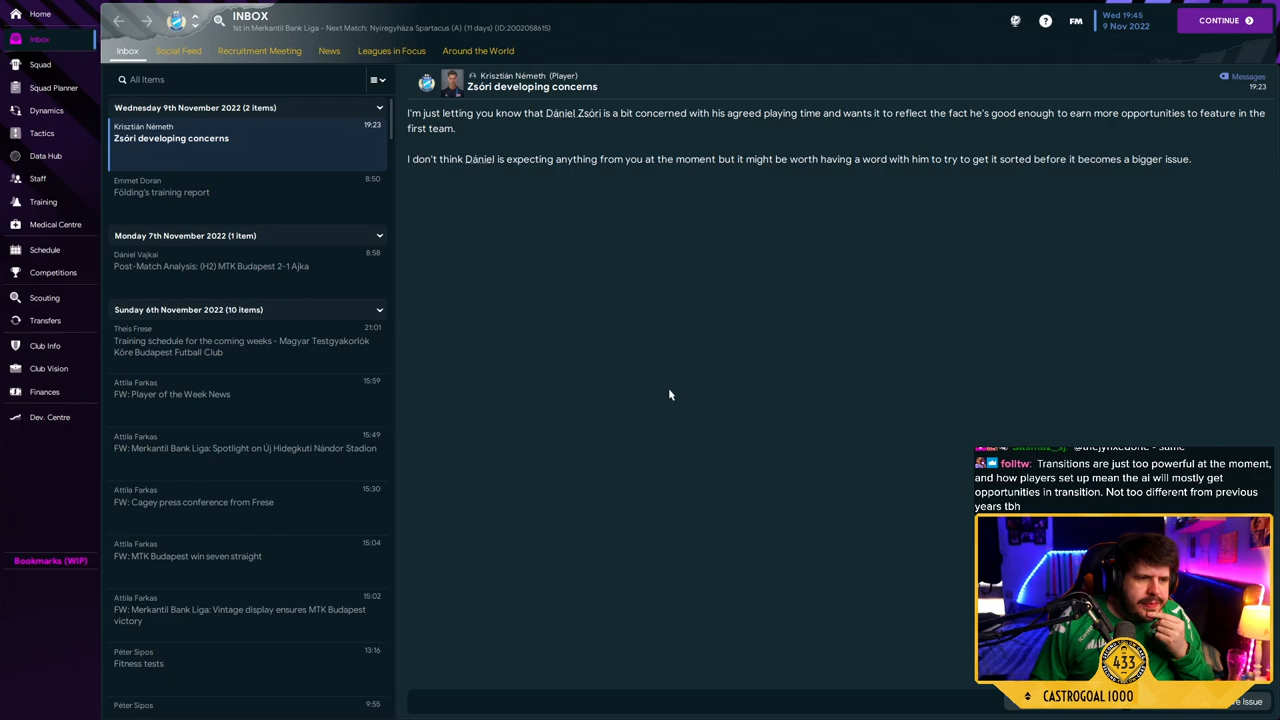 Home
Inbox
Squad
Squad Planner
Dynamics
Tactics
Data Hub
Staff
Training
Medical Centre
Schedule
Competitions
Scouting
Transfers
Club Info
Club Vision
Finances
Dev. Centre
Bookmarks (WIP)
INBOX
1st in Merkantil Bank Liga - Next Match: Nyíregyháza Spartacus (A) (11 days) (ID:2002058615)
FM
Wed 19:45
9 Nov 2022
CONTINUE
Inbox
Social Feed
Recruitment Meeting
News
Leagues in Focus
Around the World
All Items
Wednesday 9th November 2022 (2 items)
Krisztián Németh
19:23
Zsóri developing concerns
Emmet Doran
8:50
Földing's training report
Monday 7th November 2022 (1 item)
Dániel Vajkai
8:58
Post-Match Analysis: (H2) MTK Budapest 2-1 Ajka
Sunday 6th November 2022 (10 items)
Theis Frese
21:01
Training schedule for the coming weeks - Magyar Testgyakorlók
Köre Budapest Futball Club
Attila Farkas
15:59
FW: Player of the Week News
Attila Farkas
15:49
FW: Merkantil Bank Liga: Spotlight on Új Hidegkuti Nándor Stadion
Attila Farkas
15:30
FW: Cagey press conference from Frese
Attila Farkas
15:04
FW: MTK Budapest win seven straight
Attila Farkas
15:02
FW: Merkantil Bank Liga: Vintage display ensures MTK Budapest
victory
Péter Sipos
13:16
Fitness tests
Péter Sipos
9:55
Krisztián Németh (Player)
Zsóri developing concerns
Messages
19:23
I'm just letting you know that Dániel Zsóri is a bit concerned with his agreed playing time and wants it to reflect the fact he's good enough to earn more opportunities to feature in the
first team.
I don't think Dániel is expecting anything from you at the moment but it might be worth having a word with him to try to get it sorted before it becomes a bigger issue.
folltw: Transitions are just too powerful at the moment,
and how players set up mean the ai will mostly get
opportunities in transition. Not too different from previous
years tbh
433
CASTROGOAL1000
Issue